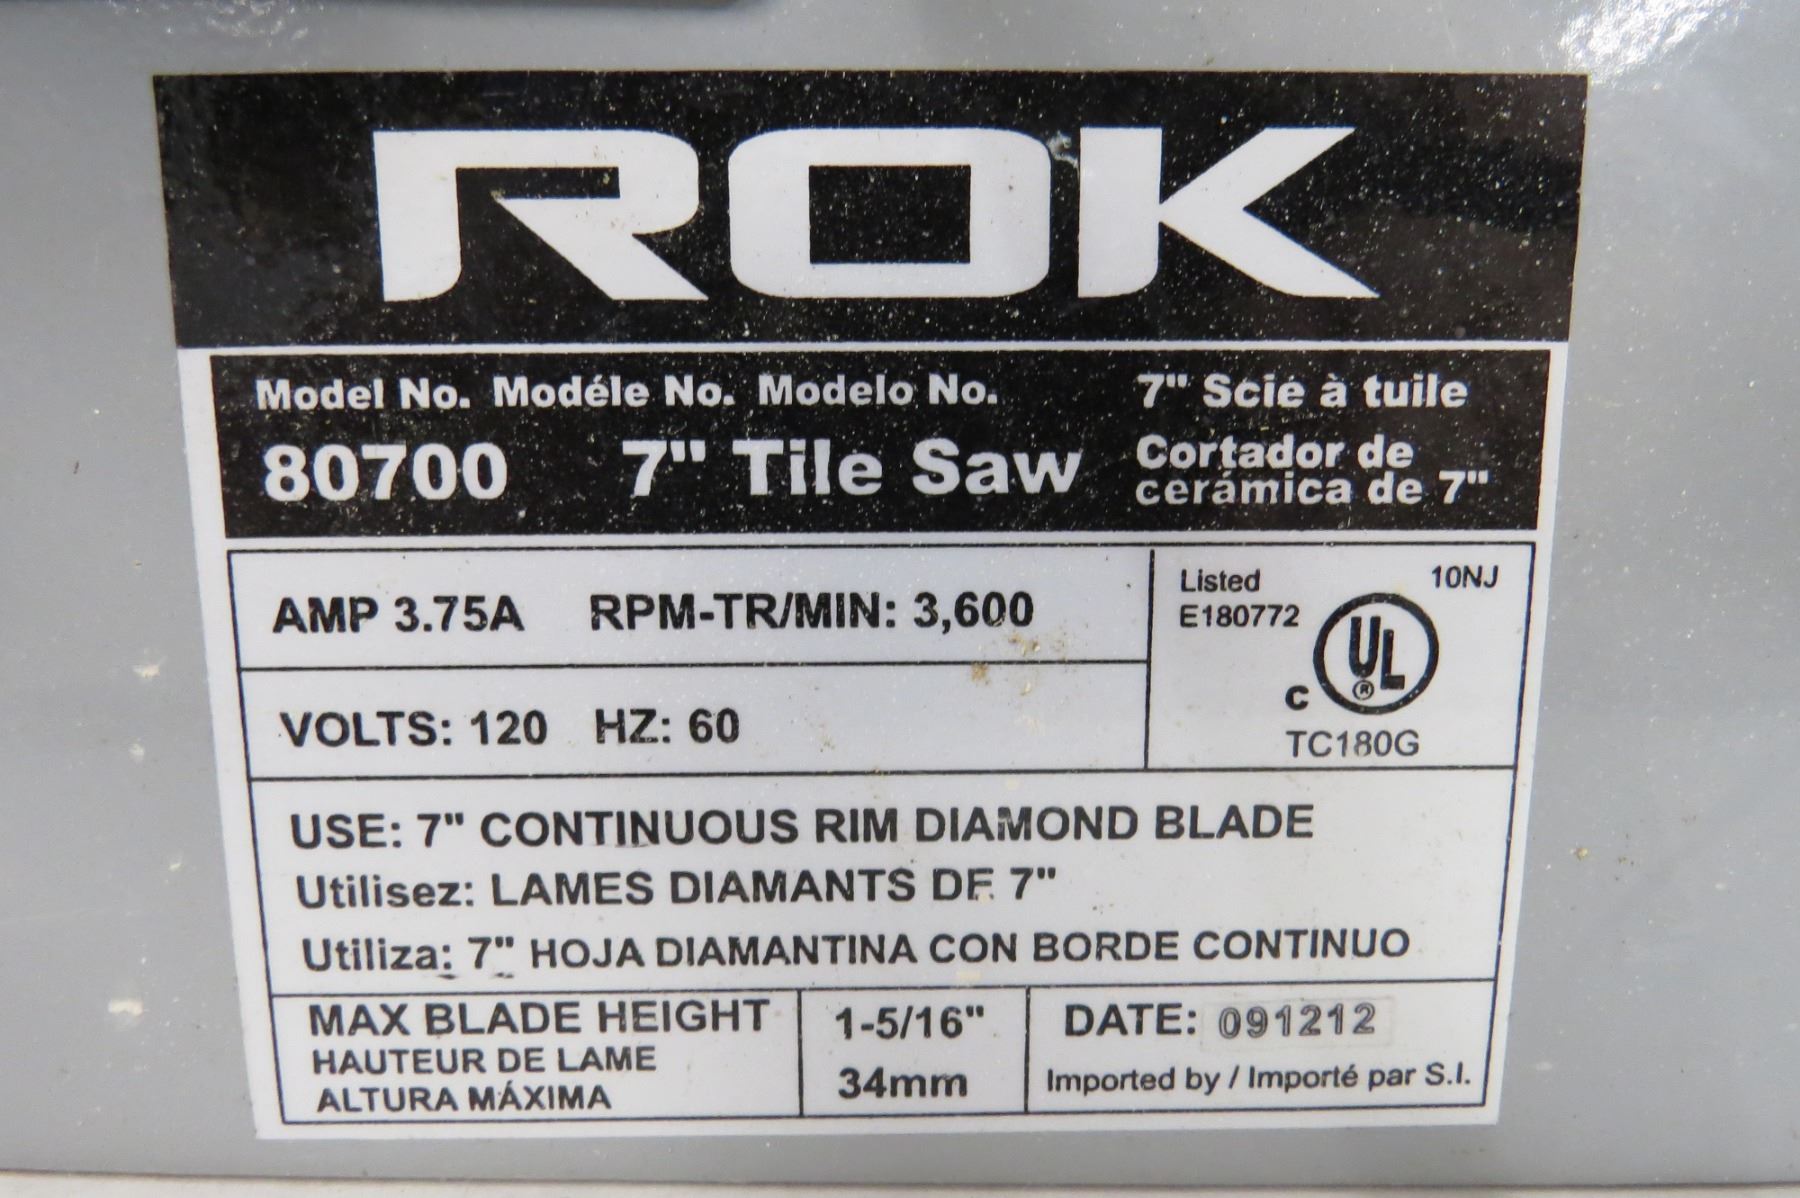 ROK
Model No. Modéle No. Modelo No.
80700 7" Tile Saw
7" Scie à tuile
Cortador de
cerámica de 7"
AMP 3.75A RPM-TR/MIN: 3,600
VOLTS: 120 HZ: 60
Listed 10NJ
E180772
C UL ®
TC180G
USE: 7" CONTINUOUS RIM DIAMOND BLADE
Utilisez: LAMES DIAMANTS DE 7"
Utiliza: 7" HOJA DIAMANTINA CON BORDE CONTINUO
MAX BLADE HEIGHT
HAUTEUR DE LAME
ALTURA MÁXIMA
1-5/16"
34mm
DATE: 091212
Imported by / Importé par S.I.